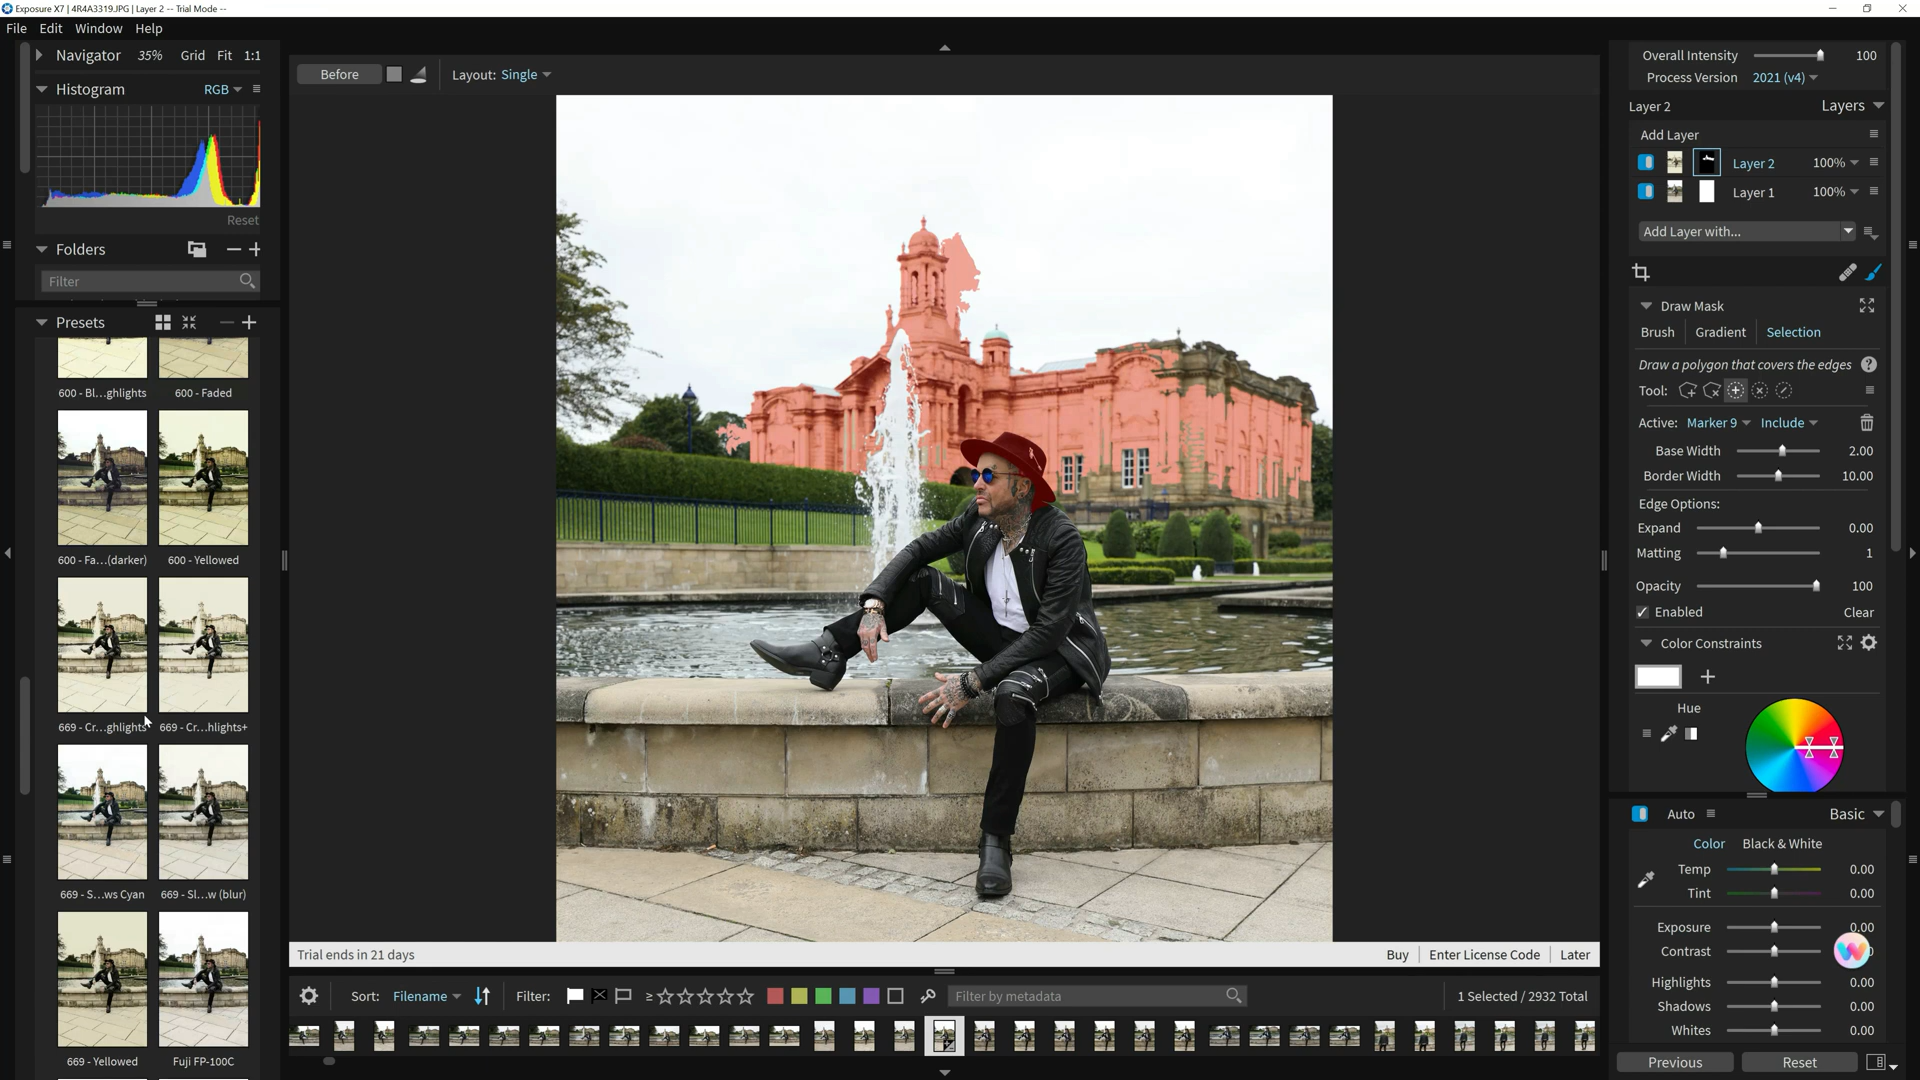 Exposure X7 | 4R4A3319.JPG | Layer 2 -- Trial Mode --
File Edit Window Help
Navigator 35% Grid Fit 1:1
Histogram RGB
Reset
Folders
Filter
Presets
600 - Bl...ghlights 600 - Faded
600 - Fa...(darker) 600 - Yellowed
669 - Cr...ghlights 669 - Cr...hlights+
669 - S...ws Cyan 669 - Sl...w (blur)
669 - Yellowed Fuji FP-100C
Before Layout: Single
Trial ends in 21 days Buy Enter License Code Later
Sort: Filename Filter: ≥ Filter by metadata 1 Selected / 2932 Total
Overall Intensity 100
Process Version 2021 (v4)
Layer 2 Layers
Add Layer
Layer 2 100%
Layer 1 100%
Add Layer with...
Draw Mask
Brush Gradient Selection
Draw a polygon that covers the edges ?
Tool:
Active: Marker 9 Include
Base Width 2.00
Border Width 10.00
Edge Options:
Expand 0.00
Matting 1
Opacity 100
Enabled Clear
Color Constraints
Hue
Auto Basic
Color Black & White
Temp 0.00
Tint 0.00
Exposure 0.00
Contrast
Highlights 0.00
Shadows 0.00
Whites 0.00
Previous Reset